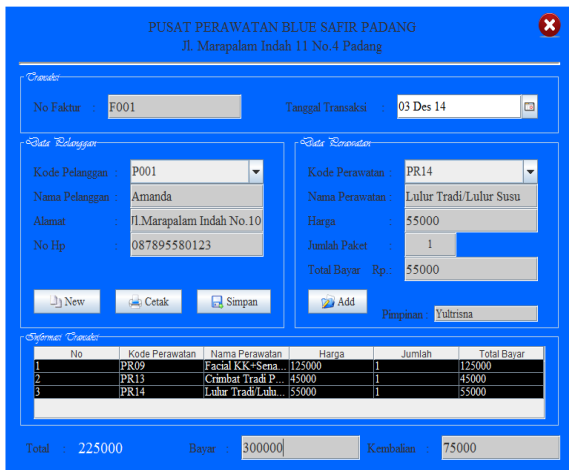 PUSAT PERAWATAN BLUE SAFIR PADANG
Jl. Marapalam Indah 11 No.4 Padang
Transaksi
No Faktur : F001 Tanggal Transaksi : 03 Des 14
Data Pelanggan
Kode Pelanggan : P001
Nama Pelanggan : Amanda
Alamat : Jl.Marapalam Indah No.10
No Hp : 087895580123
New Cetak Simpan
Data Perawatan
Kode Perawatan : PR14
Nama Perawatan : Lulur Tradi/Lulur Susu
Harga : 55000
Jumlah Paket : 1
Total Bayar Rp.: 55000
Add
Pimpinan : Yultrisna
Informasi Transaksi
No Kode Perawatan Nama Perawatan Harga Jumlah Total Bayar
1 PR09 Facial KK+Sena... 125000 1 125000
2 PR13 Crimbat Tradi P... 45000 1 45000
3 PR14 Lulur Tradi/Lulu... 55000 1 55000
Total : 225000 Bayar : 300000 Kembalian : 75000